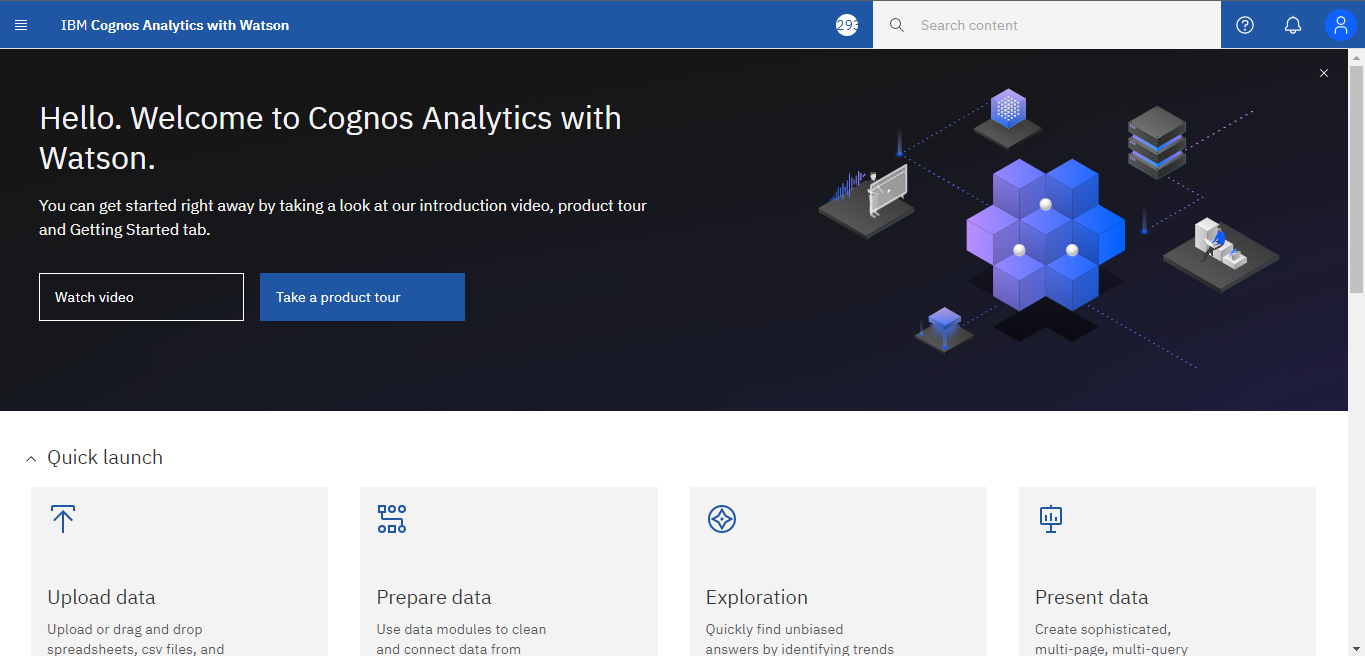 IBM Cognos Analytics with Watson
293
Search content
Hello. Welcome to Cognos Analytics with
Watson.
You can get started right away by taking a look at our introduction video, product tour
and Getting Started tab.
Watch video
Take a product tour
Quick launch
Upload data
Upload or drag and drop
spreadsheets, csv files, and
Prepare data
Use data modules to clean
and connect data from
Exploration
Quickly find unbiased
answers by identifying trends
Present data
Create sophisticated,
multi-page, multi-query